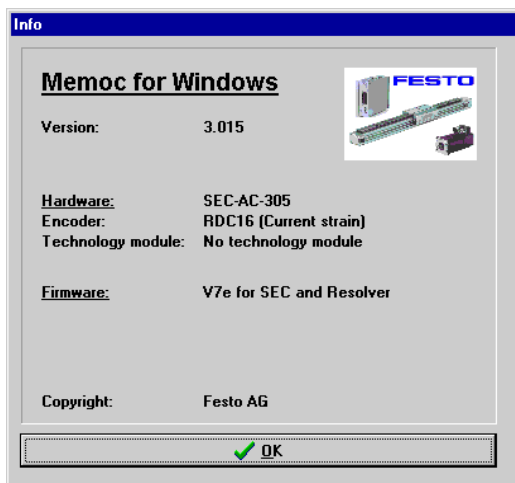 Info
Memoc for Windows
FESTO
Version: 3.015
Hardware: SEC-AC-305
Encoder: RDC16 (Current strain)
Technology module: No technology module
Firmware: V7e for SEC and Resolver
Copyright: Festo AG
OK